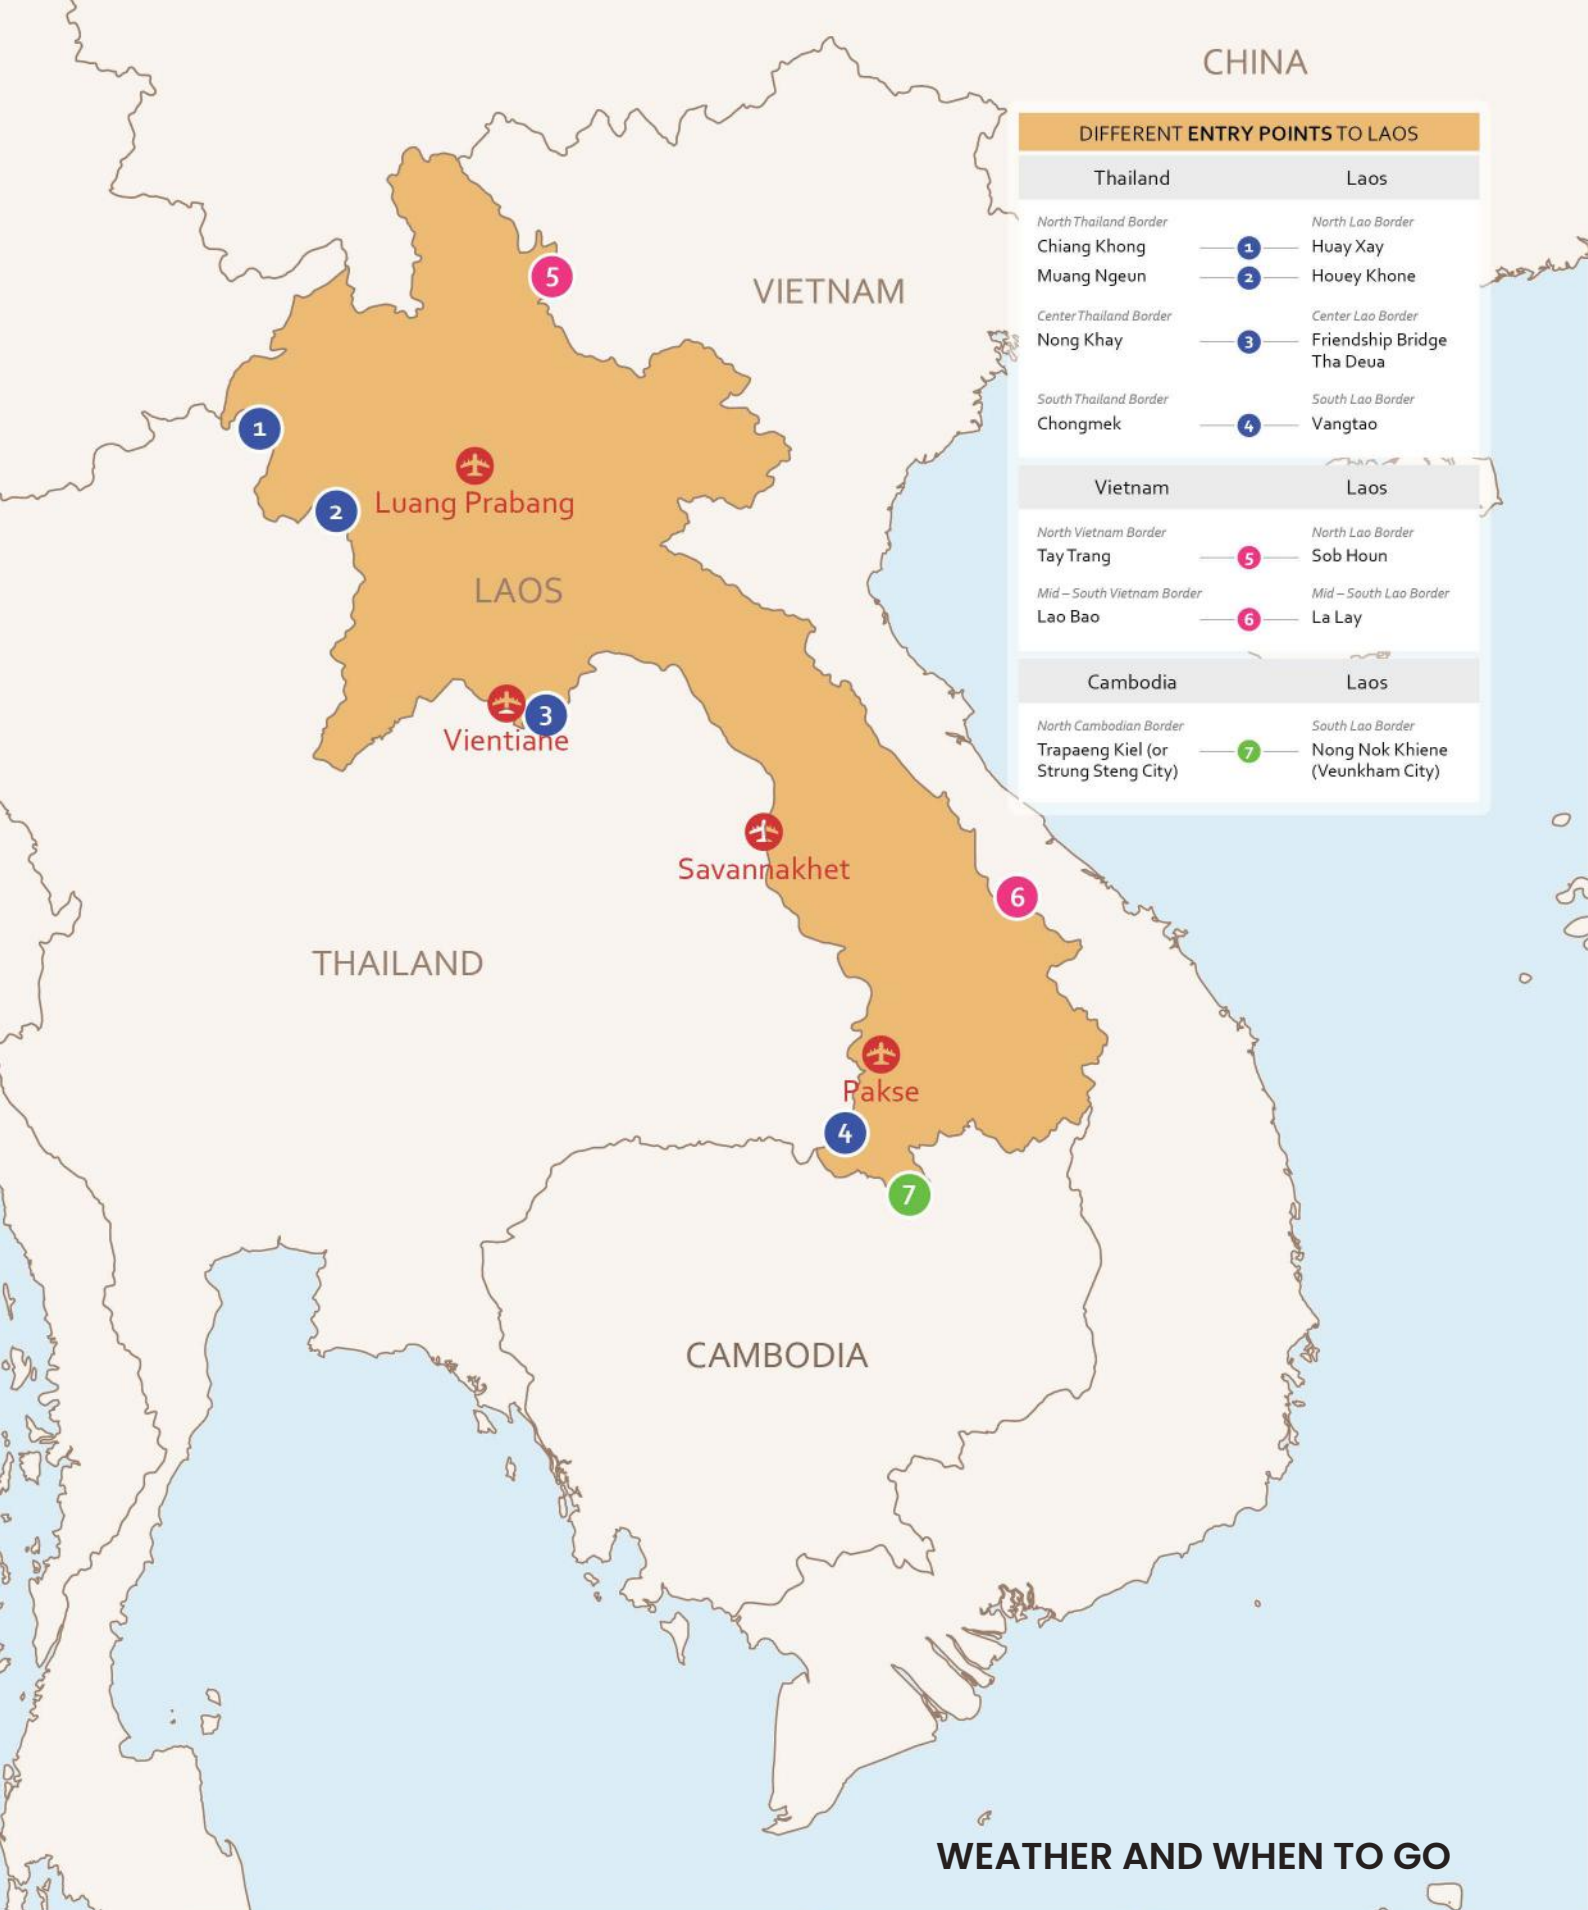 CHINA
DIFFERENT ENTRY POINTS TO LAOS
Thailand Laos
North Thailand Border North Lao Border
Chiang Khong 1 Huay Xay
Muang Ngeun 2 Houey Khone
Center Thailand Border Center Lao Border
Nong Khay 3 Friendship Bridge
Tha Deua
South Thailand Border South Lao Border
Chongmek 4 Vangtao
Vietnam Laos
North Vietnam Border North Lao Border
Tay Trang 5 Sob Houn
Mid – South Vietnam Border Mid – South Lao Border
Lao Bao 6 La Lay
Cambodia Laos
North Cambodian Border South Lao Border
Trapaeng Kiel (or 7 Nong Nok Khiene
Strung Steng City) (Veunkham City)
5
VIETNAM
1
Luang Prabang
2
LAOS
3
Vientiane
Savannakhet
6
THAILAND
Pakse
4
7
CAMBODIA
WEATHER AND WHEN TO GO